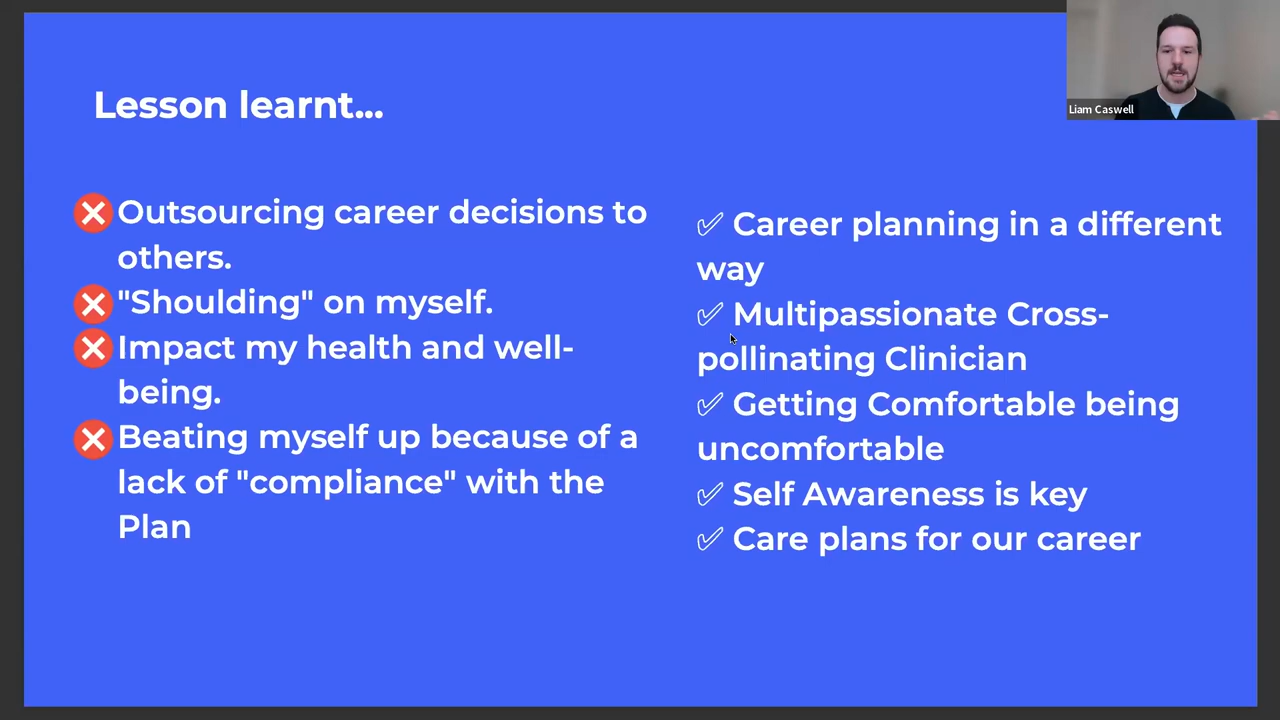 Lesson learnt...
Liam Caswell
❌ Outsourcing career decisions to
others.
❌ "Shoulding" on myself.
❌ Impact my health and well-
being.
❌ Beating myself up because of a
lack of "compliance" with the
Plan
✅ Career planning in a different
way
✅ Multipassionate Cross-
pollinating Clinician
✅ Getting Comfortable being
uncomfortable
✅ Self Awareness is key
✅ Care plans for our career